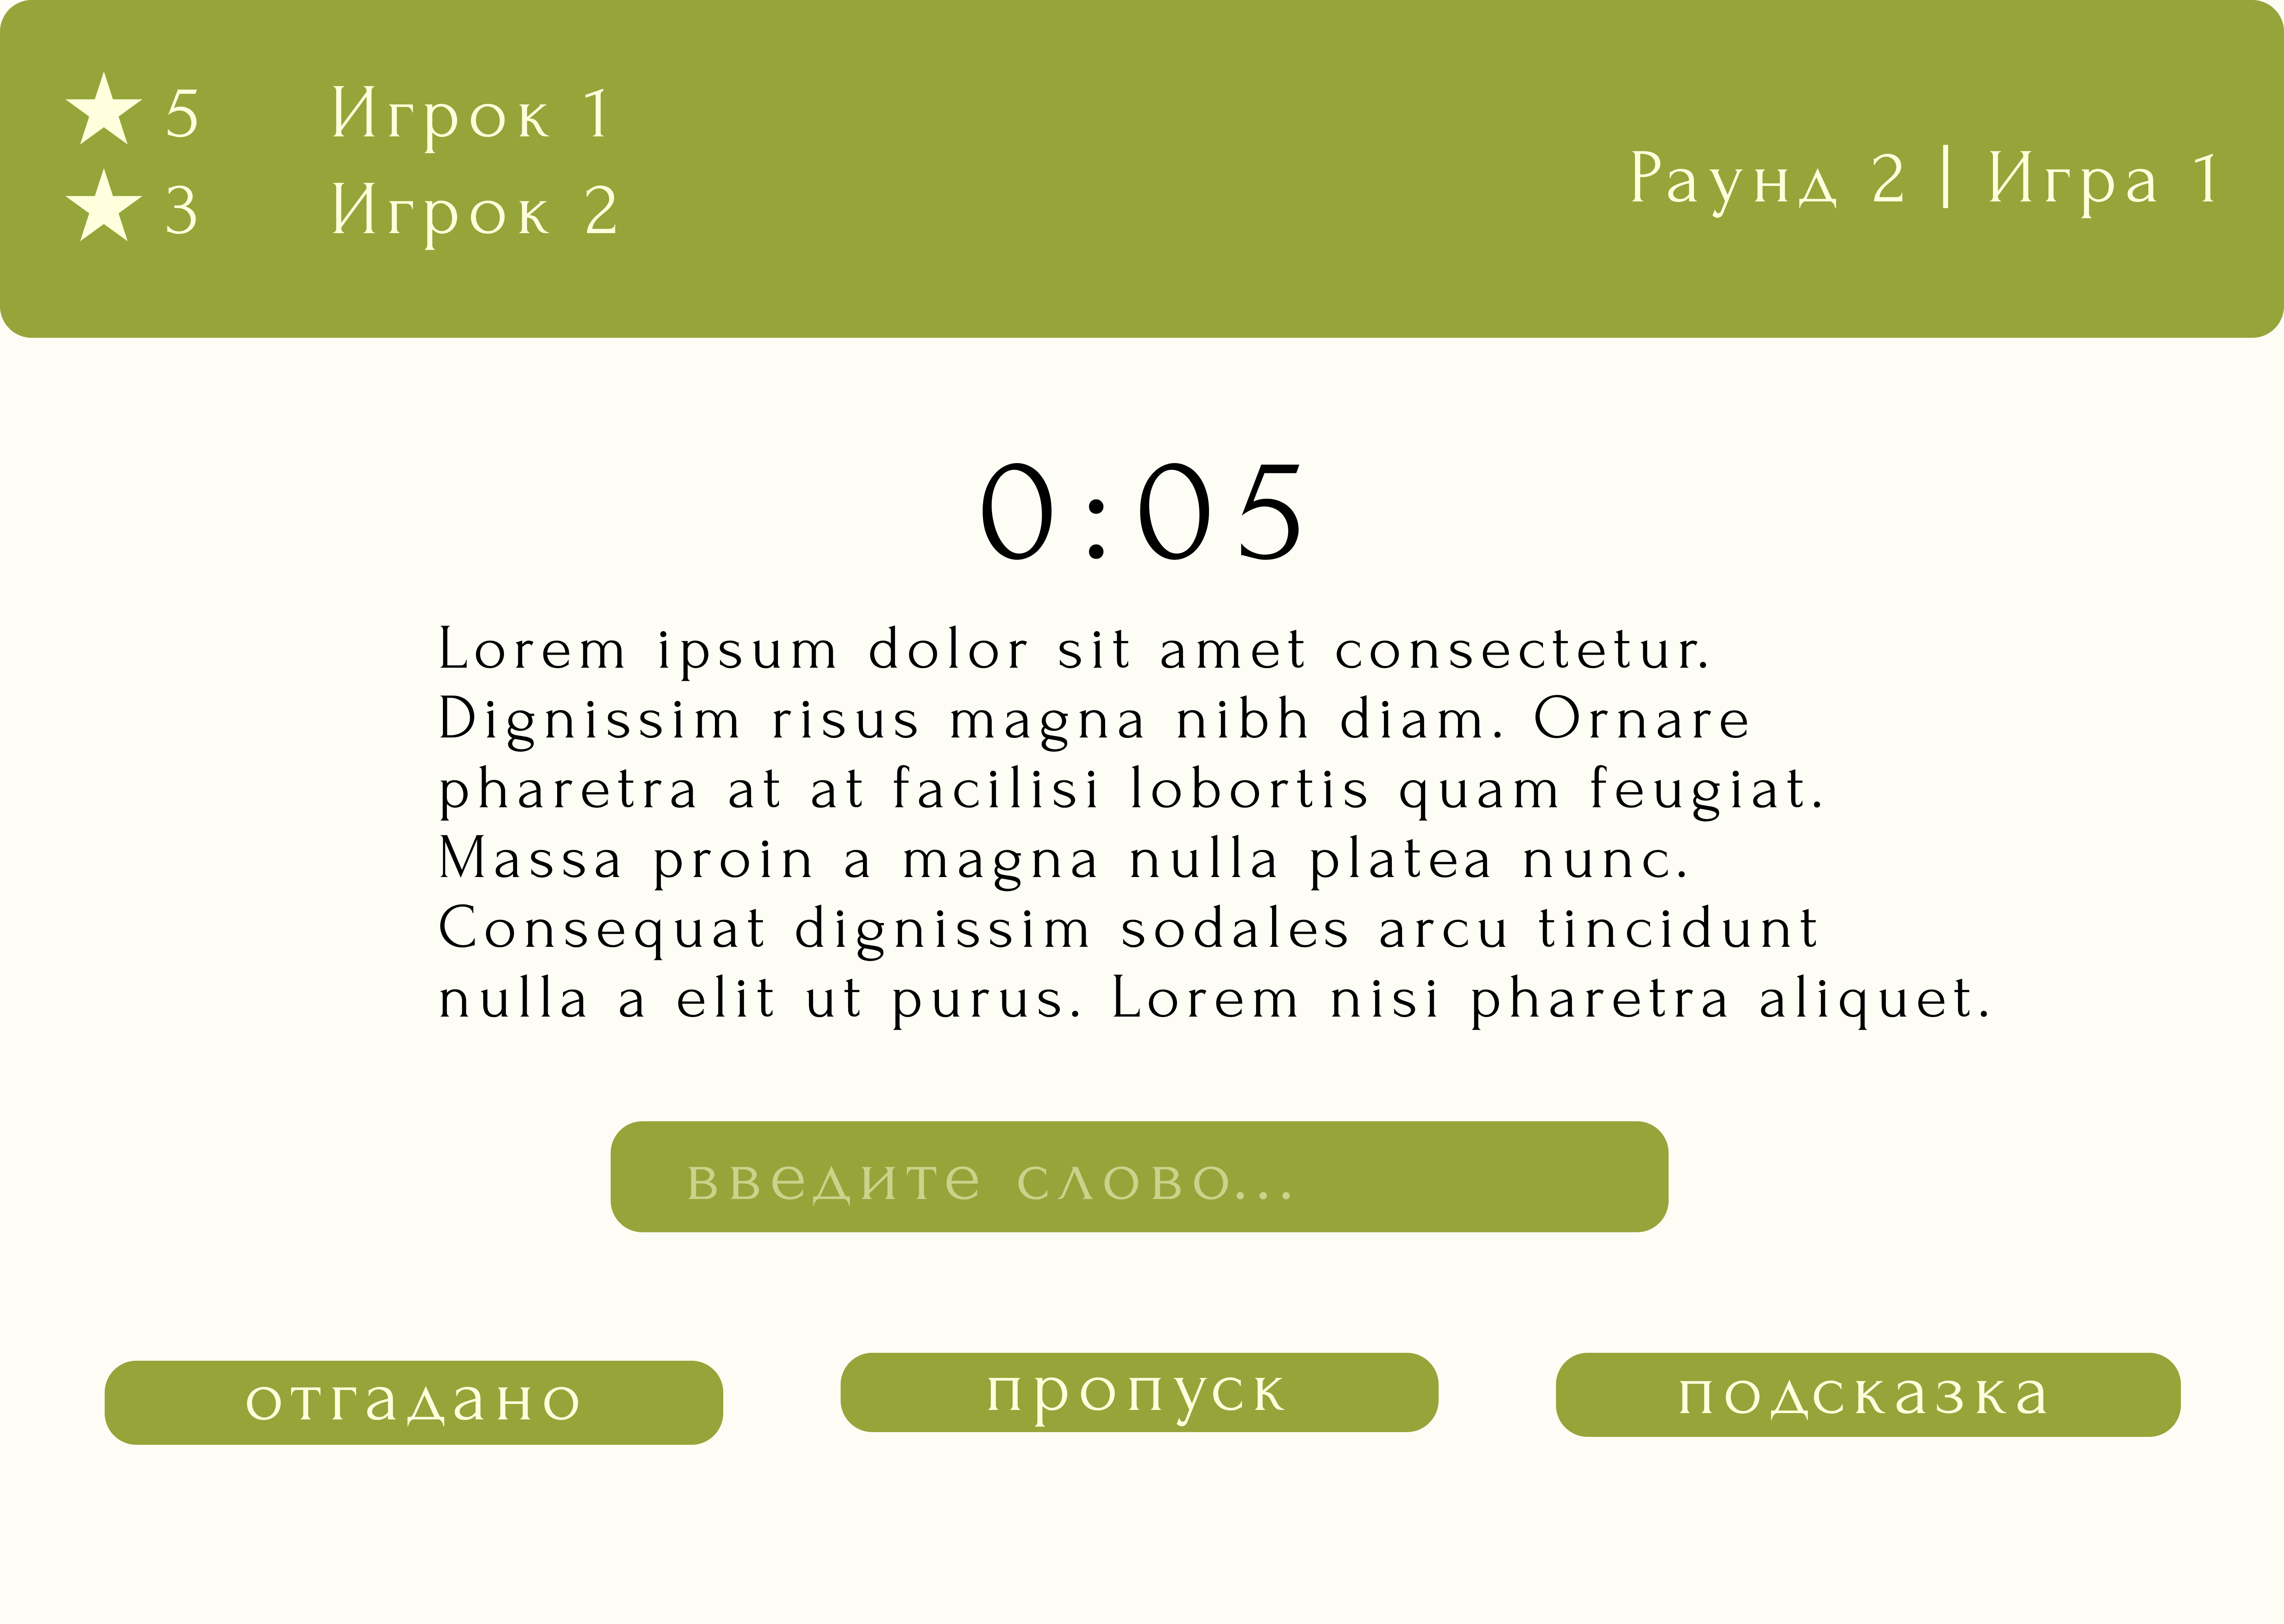 ★ 5 Игрок 1
★ 3 Игрок 2
Раунд 2 | Игра 1
0:05
Lorem ipsum dolor sit amet consectetur.
Dignissim risus magna nibh diam. Ornare
pharetra at at facilisi lobortis quam feugiat.
Massa proin a magna nulla platea nunc.
Consequat dignissim sodales arcu tincidunt
nulla a elit ut purus. Lorem nisi pharetra aliquet.
введите слово...
отгадано
пропуск
подсказка